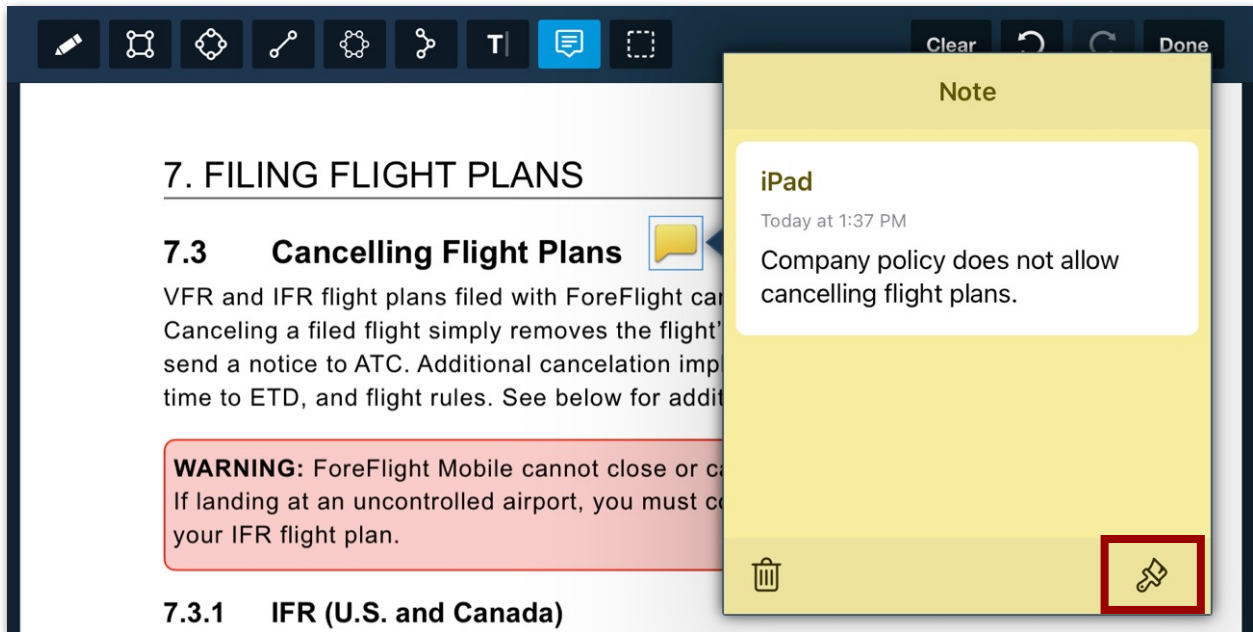 T|
Clear
Done
Note
7. FILING FLIGHT PLANS
7.3 Cancelling Flight Plans
VFR and IFR flight plans filed with ForeFlight
Canceling a filed flight simply removes the flight'
send a notice to ATC. Additional cancelation
time to ETD, and flight rules. See below for
WARNING: ForeFlight Mobile cannot close or
If landing at an uncontrolled airport, you must
your IFR flight plan.
7.3.1 IFR (U.S. and Canada)
iPad
Today at 1:37 PM
Company policy does not allow
cancelling flight plans.